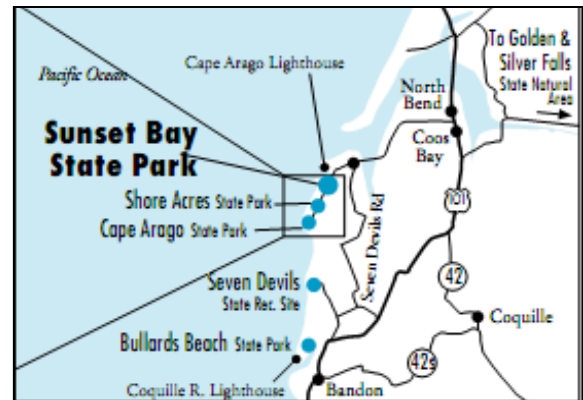 To Golden &
Silver Falls
State Natural
Area
Pacific Ocean
Cape Arago Lighthouse
North
Bend
Sunset Bay
State Park
Coos
Bay
Shore Acres State Park
Cape Arago State Park
101
Seven Devils Rd
42
Seven Devils
State Rec. Site
Coquille
Bullards Beach State Park
42s
Coquille R. Lighthouse
Bandon